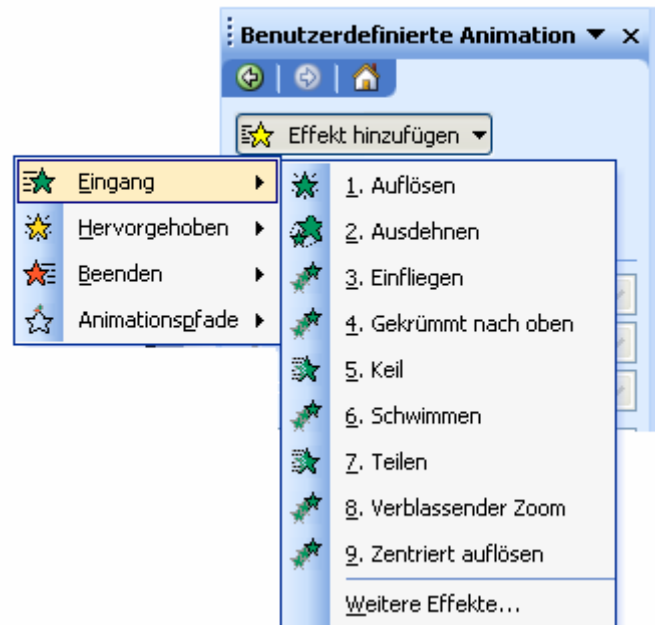 Benutzerdefinierte Animation
Effekt hinzufügen
Eingang
Hervorgehoben
Beenden
Animationspfade
1. Auflösen
2. Ausdehnen
3. Einfliegen
4. Gekrümmt nach oben
5. Keil
6. Schwimmen
7. Teilen
8. Verblassender Zoom
9. Zentriert auflösen
Weitere Effekte...